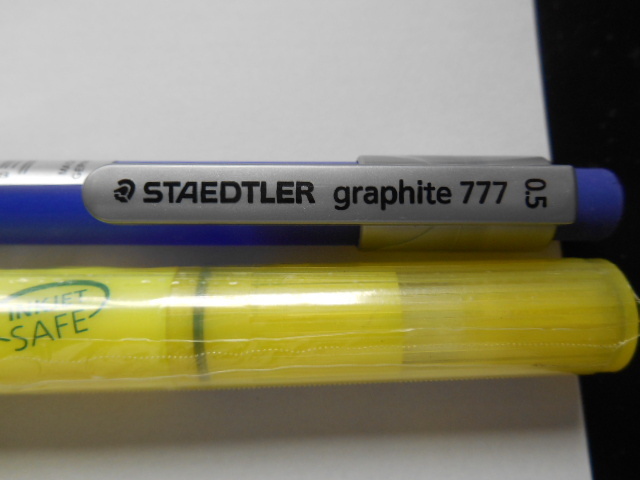 STAEDTLER graphite 777 0.5
INKJET
SAFE